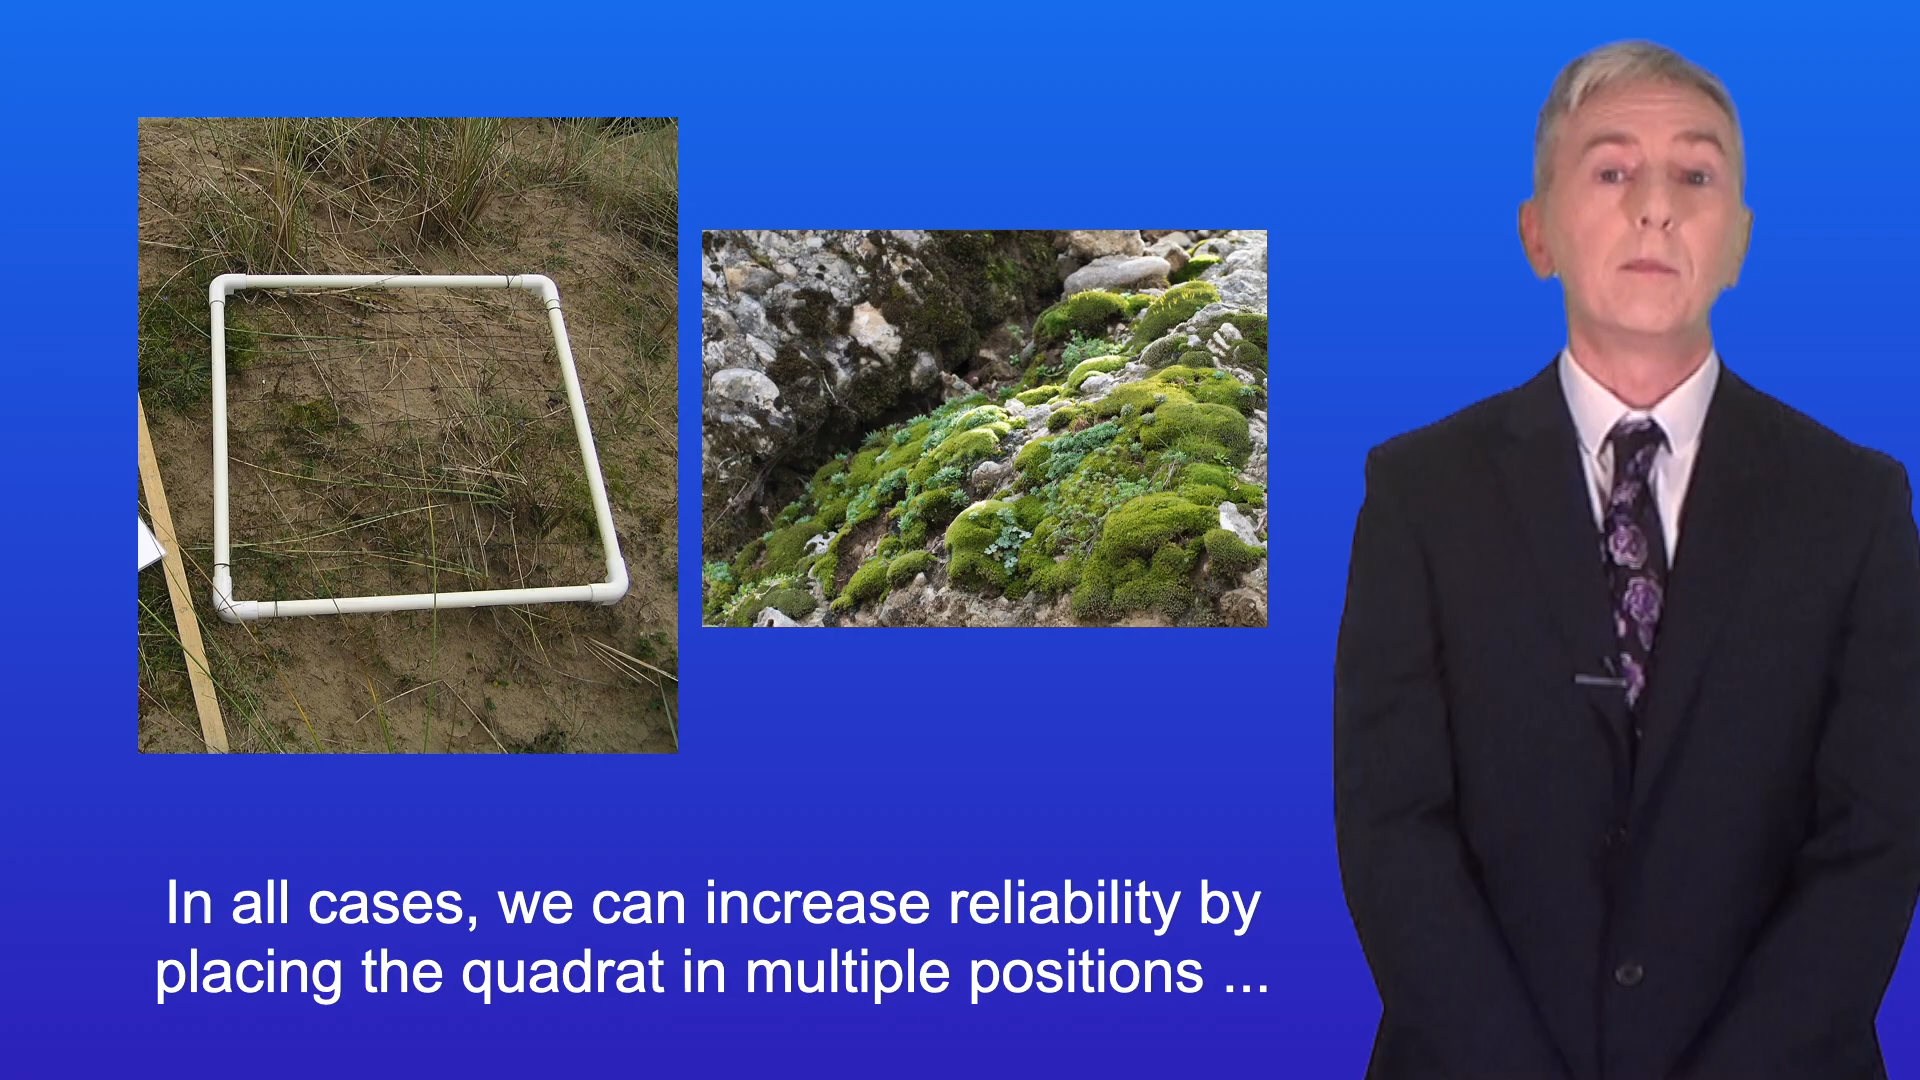 In all cases, we can increase reliability by
placing the quadrat in multiple positions ...